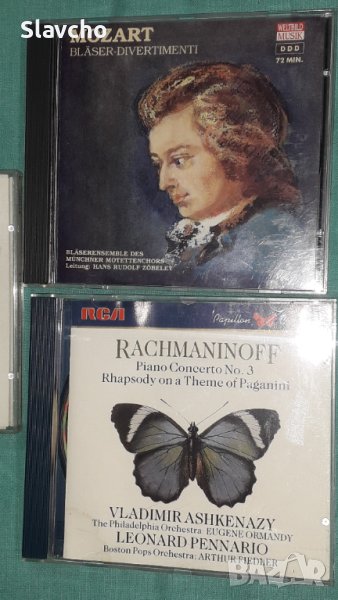 Slavcho
MOZART
BLÄSER-DIVERTIMENTI
WELTBILD
MUSIK
DDD
72 MIN.
BLÄSERENSEMBLE DES
MÜNCHNER MOTETTENCHORS
Leitung: HANS RUDOLF ZÖBELEY
RCA
Papillon
RACHMANINOFF
Piano Concerto No. 3
Rhapsody on a Theme of Paganini
VLADIMIR ASHKENAZY
The Philadelphia Orchestra: EUGENE ORMANDY
LEONARD PENNARIO
Boston Pops Orchestra: ARTHUR FIEDLER
BAZAR